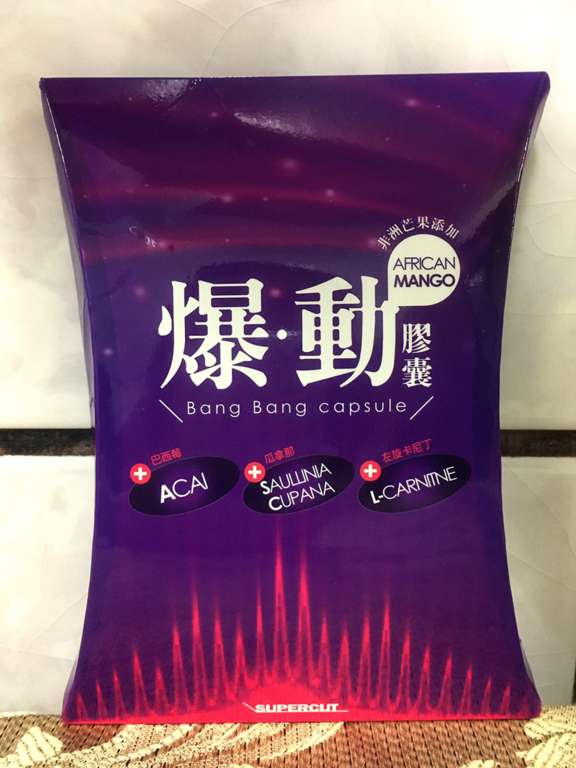 非洲芒果添加
AFRICAN
MANGO
爆·動
膠囊
Bang Bang capsule
巴西莓
ACAI
瓜拿那
SAULLINIA
CUPANA
左旋卡尼丁
L-CARNITNE
SUPERCUT